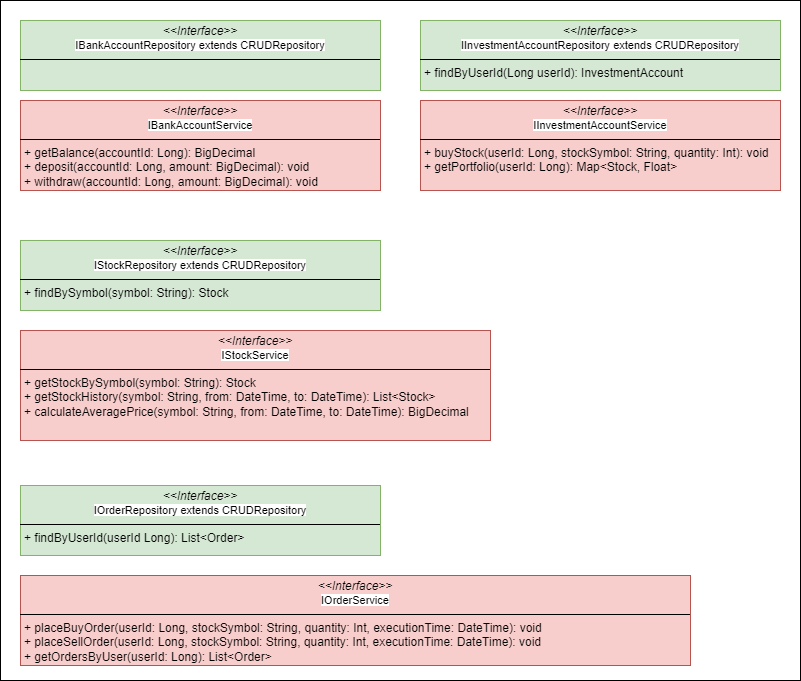 <<Interface>>
IBankAccountRepository extends CRUDRepository
<<Interface>>
IInvestmentAccountRepository extends CRUDRepository
+ findByUserId(Long userId): InvestmentAccount
<<Interface>>
IBankAccountService
+ getBalance(accountId: Long): BigDecimal
+ deposit(accountId: Long, amount: BigDecimal): void
+ withdraw(accountId: Long, amount: BigDecimal): void
<<Interface>>
IInvestmentAccountService
+ buyStock(userId: Long, stockSymbol: String, quantity: Int): void
+ getPortfolio(userId: Long): Map<Stock, Float>
<<Interface>>
IStockRepository extends CRUDRepository
+ findBySymbol(symbol: String): Stock
<<Interface>>
IStockService
+ getStockBySymbol(symbol: String): Stock
+ getStockHistory(symbol: String, from: DateTime, to: DateTime): List<Stock>
+ calculateAveragePrice(symbol: String, from: DateTime, to: DateTime): BigDecimal
<<Interface>>
IOrderRepository extends CRUDRepository
+ findByUserId(userId Long): List<Order>
<<Interface>>
IOrderService
+ placeBuyOrder(userId: Long, stockSymbol: String, quantity: Int, executionTime: DateTime): void
+ placeSellOrder(userId: Long, stockSymbol: String, quantity: Int, executionTime: DateTime): void
+ getOrdersByUser(userId: Long): List<Order>